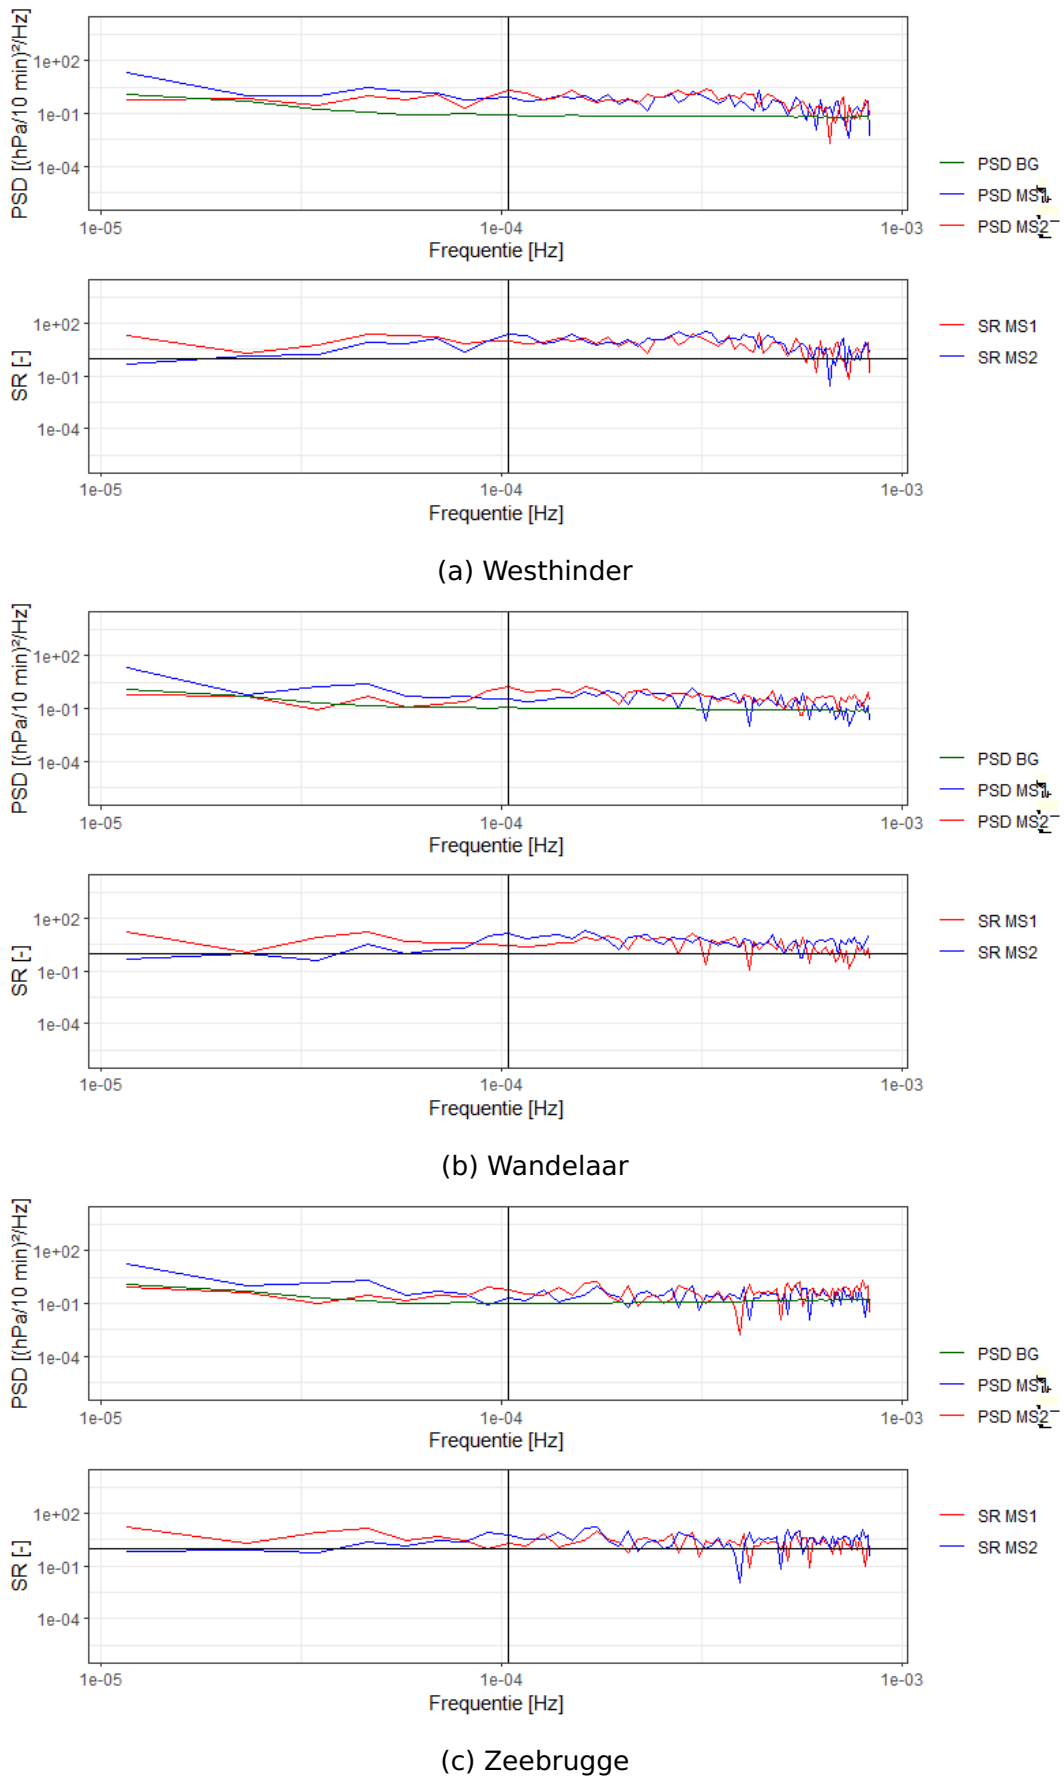 PSD [(hPa/10 min)²/Hz]
1e+02
1e-01
1e-04
1e-05
1e-04
1e-03
Frequentie [Hz]
PSD BG
PSD MS1
PSD MS2
SR [-]
1e+02
1e-01
1e-04
1e-05
1e-04
1e-03
Frequentie [Hz]
SR MS1
SR MS2
(a) Westhinder
PSD [(hPa/10 min)²/Hz]
1e+02
1e-01
1e-04
1e-05
1e-04
1e-03
Frequentie [Hz]
PSD BG
PSD MS1
PSD MS2
SR [-]
1e+02
1e-01
1e-04
1e-05
1e-04
1e-03
Frequentie [Hz]
SR MS1
SR MS2
(b) Wandelaar
PSD [(hPa/10 min)²/Hz]
1e+02
1e-01
1e-04
1e-05
1e-04
1e-03
Frequentie [Hz]
PSD BG
PSD MS1
PSD MS2
SR [-]
1e+02
1e-01
1e-04
1e-05
1e-04
1e-03
Frequentie [Hz]
SR MS1
SR MS2
(c) Zeebrugge